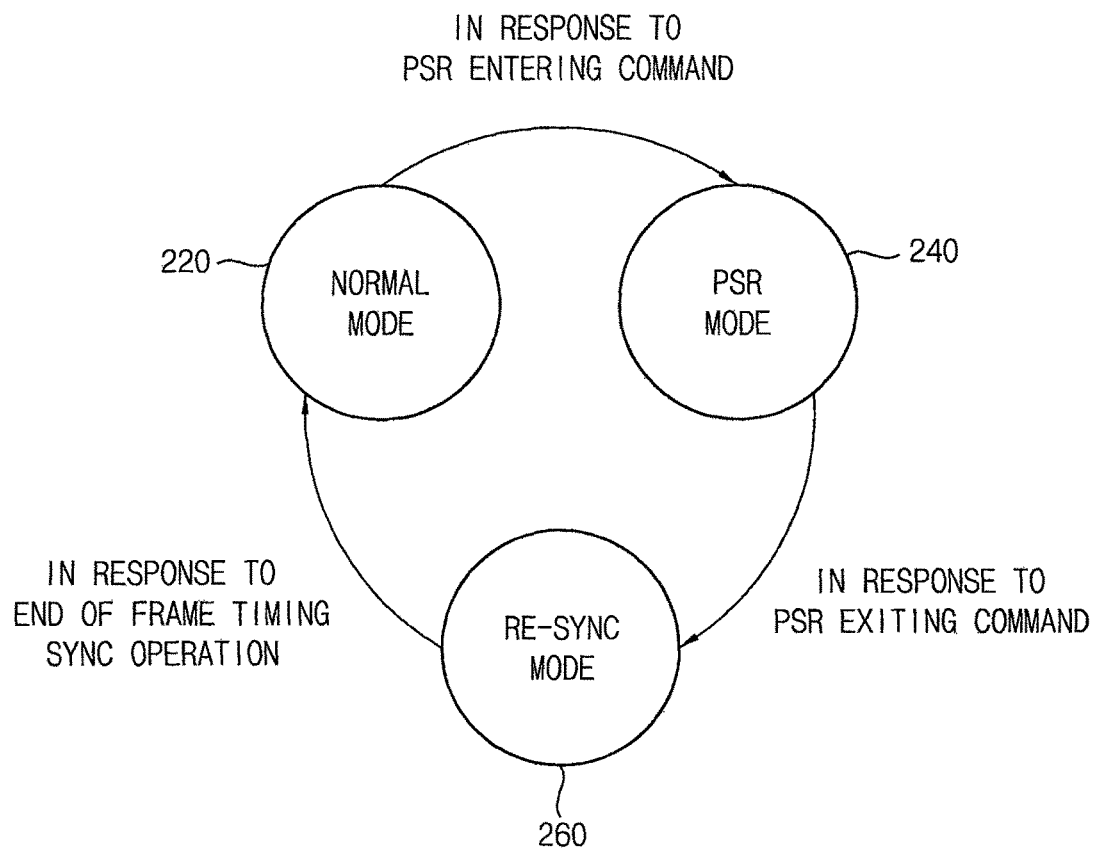 IN RESPONSE TO
PSR ENTERING COMMAND
220
NORMAL
MODE
240
PSR
MODE
IN RESPONSE TO
END OF FRAME TIMING
SYNC OPERATION
IN RESPONSE TO
PSR EXITING COMMAND
RE-SYNC
MODE
260